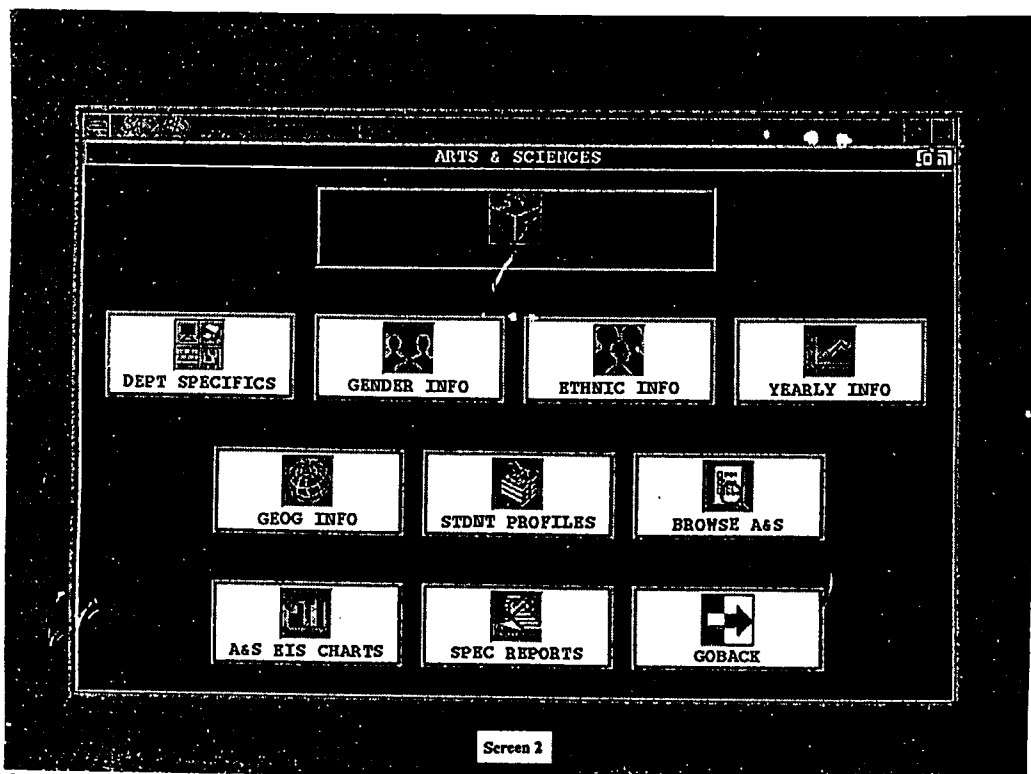 ARTS & SCIENCES
DEPT SPECIFICS
GENDER INFO
ETHNIC INFO
YEARLY INFO
GEOG INFO
STDNT PROFILES
BROWSE A&S
A&S EIS CHARTS
SPEC REPORTS
GOBACK
Screen 2